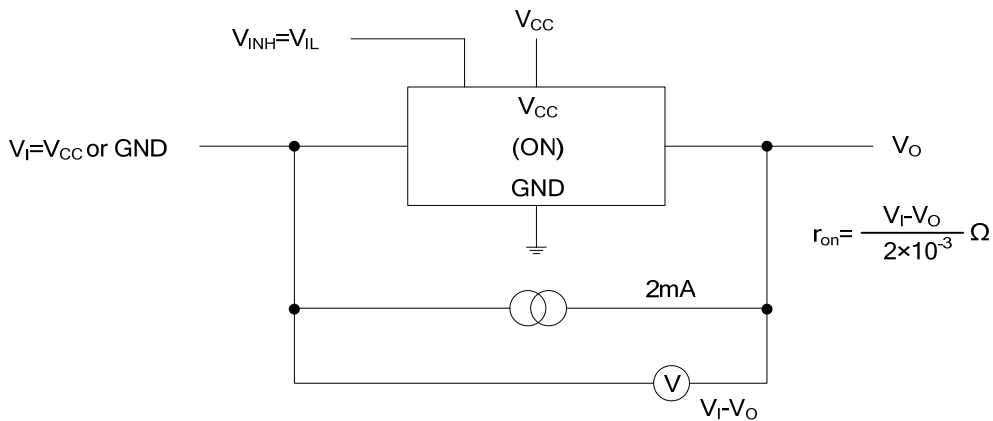 V_CC
V_INH=V_IL
V_CC
V_I=V_CC or GND
(ON)
V_O
GND
r_on= V_I-V_O / 2×10^-3 Ω
2mA
V
V_I-V_O